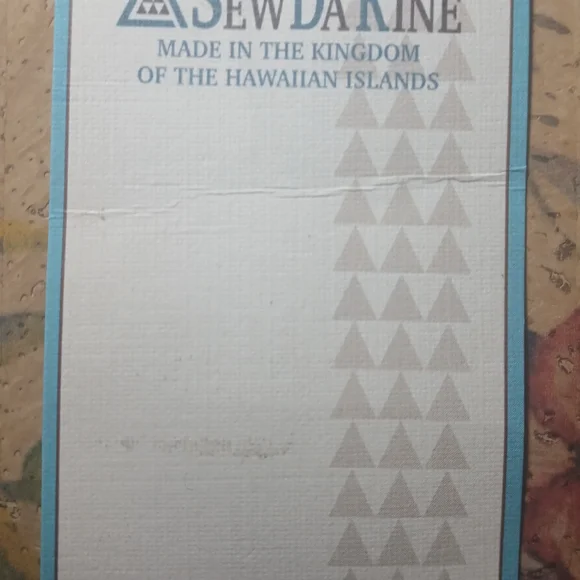 SEWDAKINE
MADE IN THE KINGDOM
OF THE HAWAIIAN ISLANDS